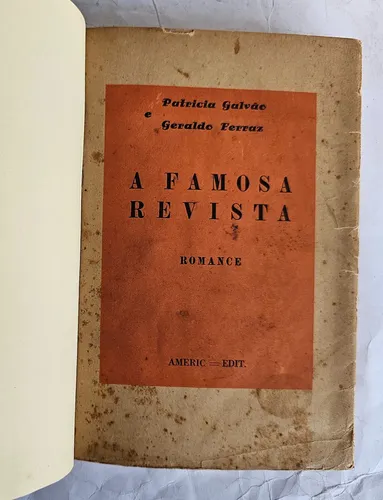 Patricia Galvão
e
Geraldo Ferraz
A FAMOSA
REVISTA
ROMANCE
AMERIC = EDIT.